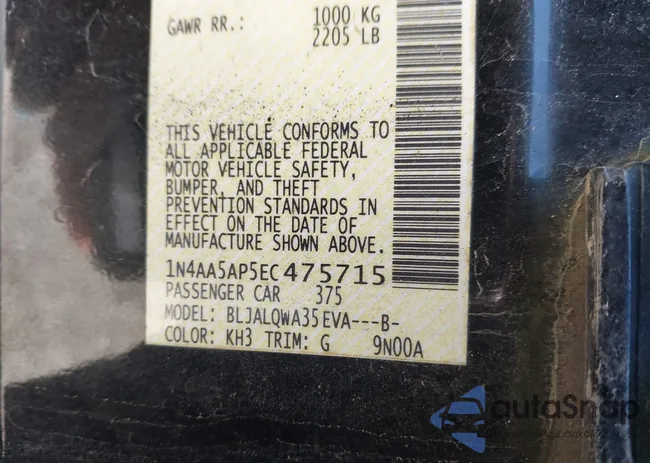 GAWR RR.: 1000 KG
2205 LB
THIS VEHICLE CONFORMS TO
ALL APPLICABLE FEDERAL
MOTOR VEHICLE SAFETY,
BUMPER, AND THEFT
PREVENTION STANDARDS IN
EFFECT ON THE DATE OF
MANUFACTURE SHOWN ABOVE.
1N4AA5AP5EC475715
PASSENGER CAR 375
MODEL: BLJALQWA35EVA---B-
COLOR: KH3 TRIM: G 9N00A
autaSnap